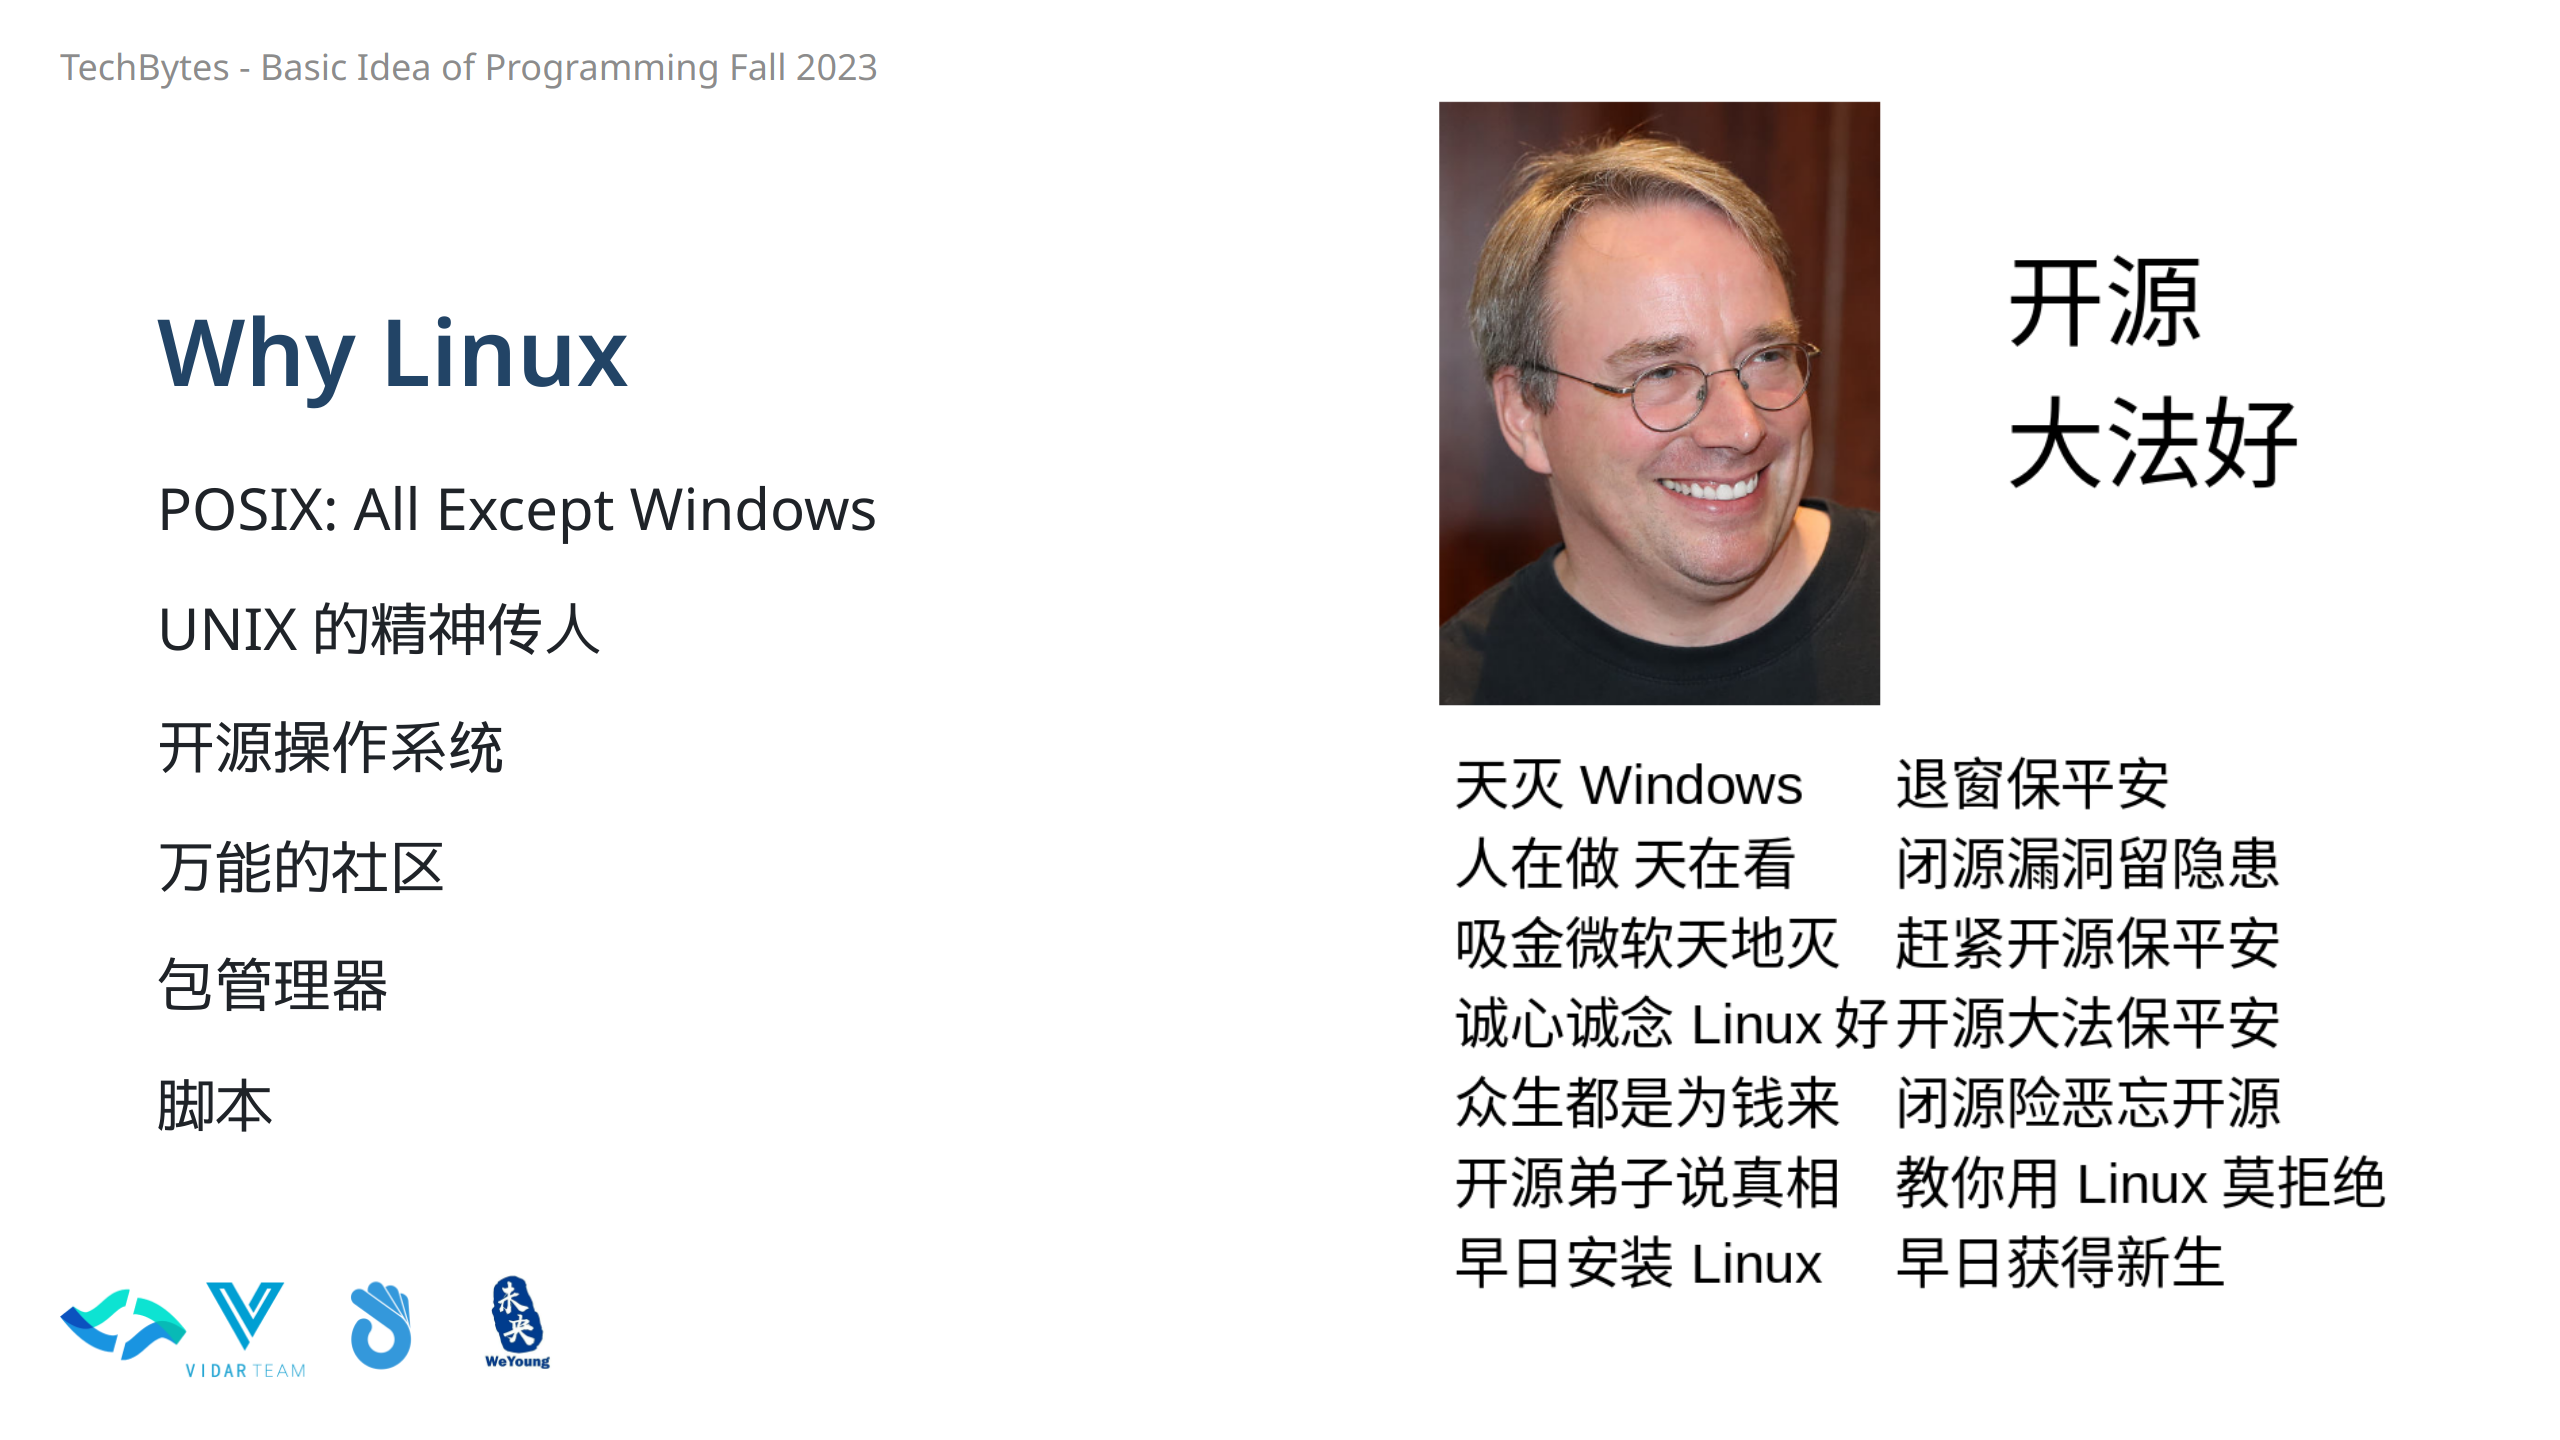 TechBytes - Basic Idea of Programming Fall 2023
Why Linux
POSIX: All Except Windows
UNIX 的精神传人
开源操作系统
万能的社区
包管理器
脚本
开源
大法好
天灭 Windows 退窗保平安
人在做 天在看 闭源漏洞留隐患
吸金微软天地灭 赶紧开源保平安
诚心诚念 Linux 好 开源大法保平安
众生都是为钱来 闭源险恶忘开源
开源弟子说真相 教你用 Linux 莫拒绝
早日安装 Linux 早日获得新生
VIDAR TEAM
未央
WeYoung